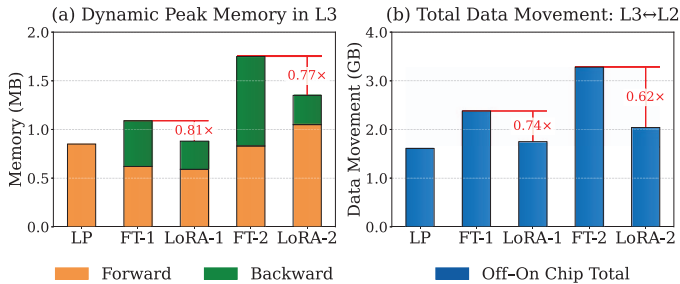 (a) Dynamic Peak Memory in L3
Memory (MB)
2.0
1.5
1.0
0.5
0.0
0.81×
0.77×
LP
FT-1
LoRA-1
FT-2
LoRA-2
Forward
Backward
(b) Total Data Movement: L3↔L2
Data Movement (GB)
4.0
3.0
2.0
1.0
0.0
0.74×
0.62×
LP
FT-1
LoRA-1
FT-2
LoRA-2
Off–On Chip Total